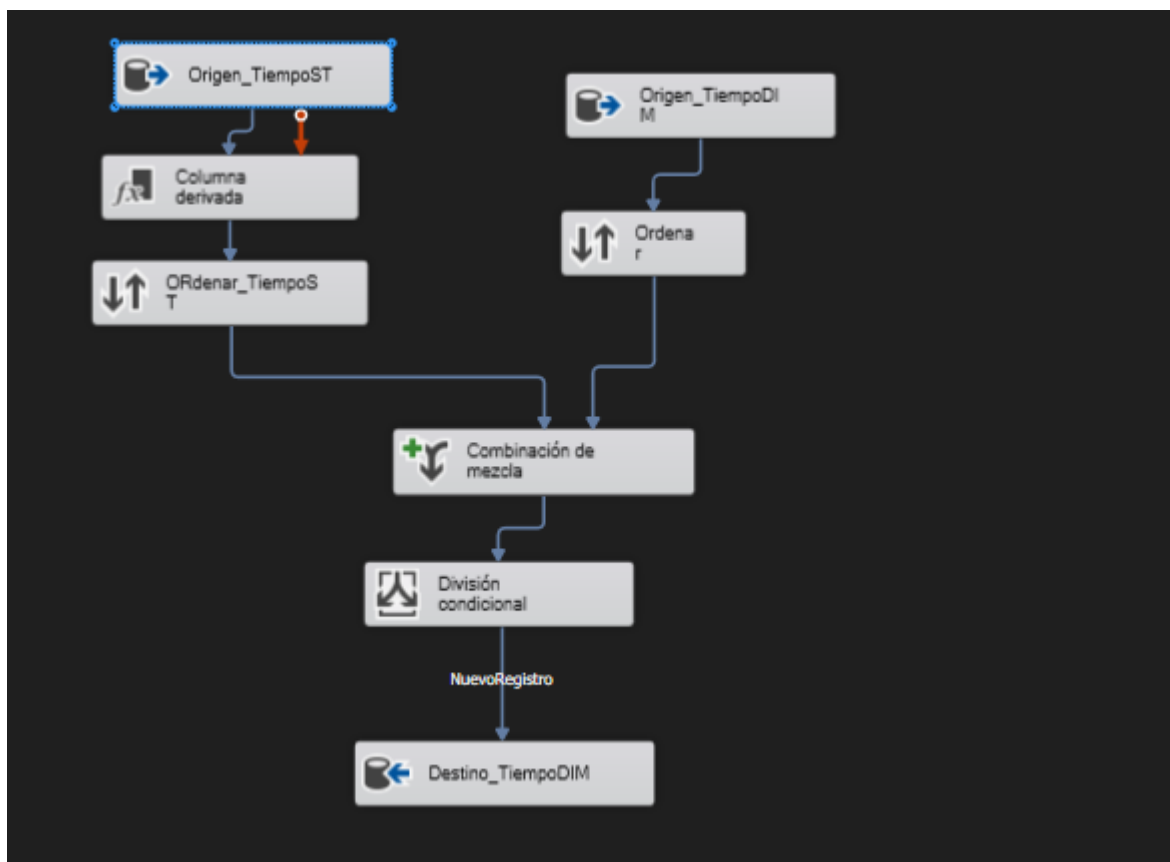 Origen_TiempoST
Origen_TiempoDI
M
Columna
derivada
Ordena
r
ORdenar_TiempoS
T
Combinación de
mezcla
División
condicional
NuevoRegistro
Destino_TiempoDIM